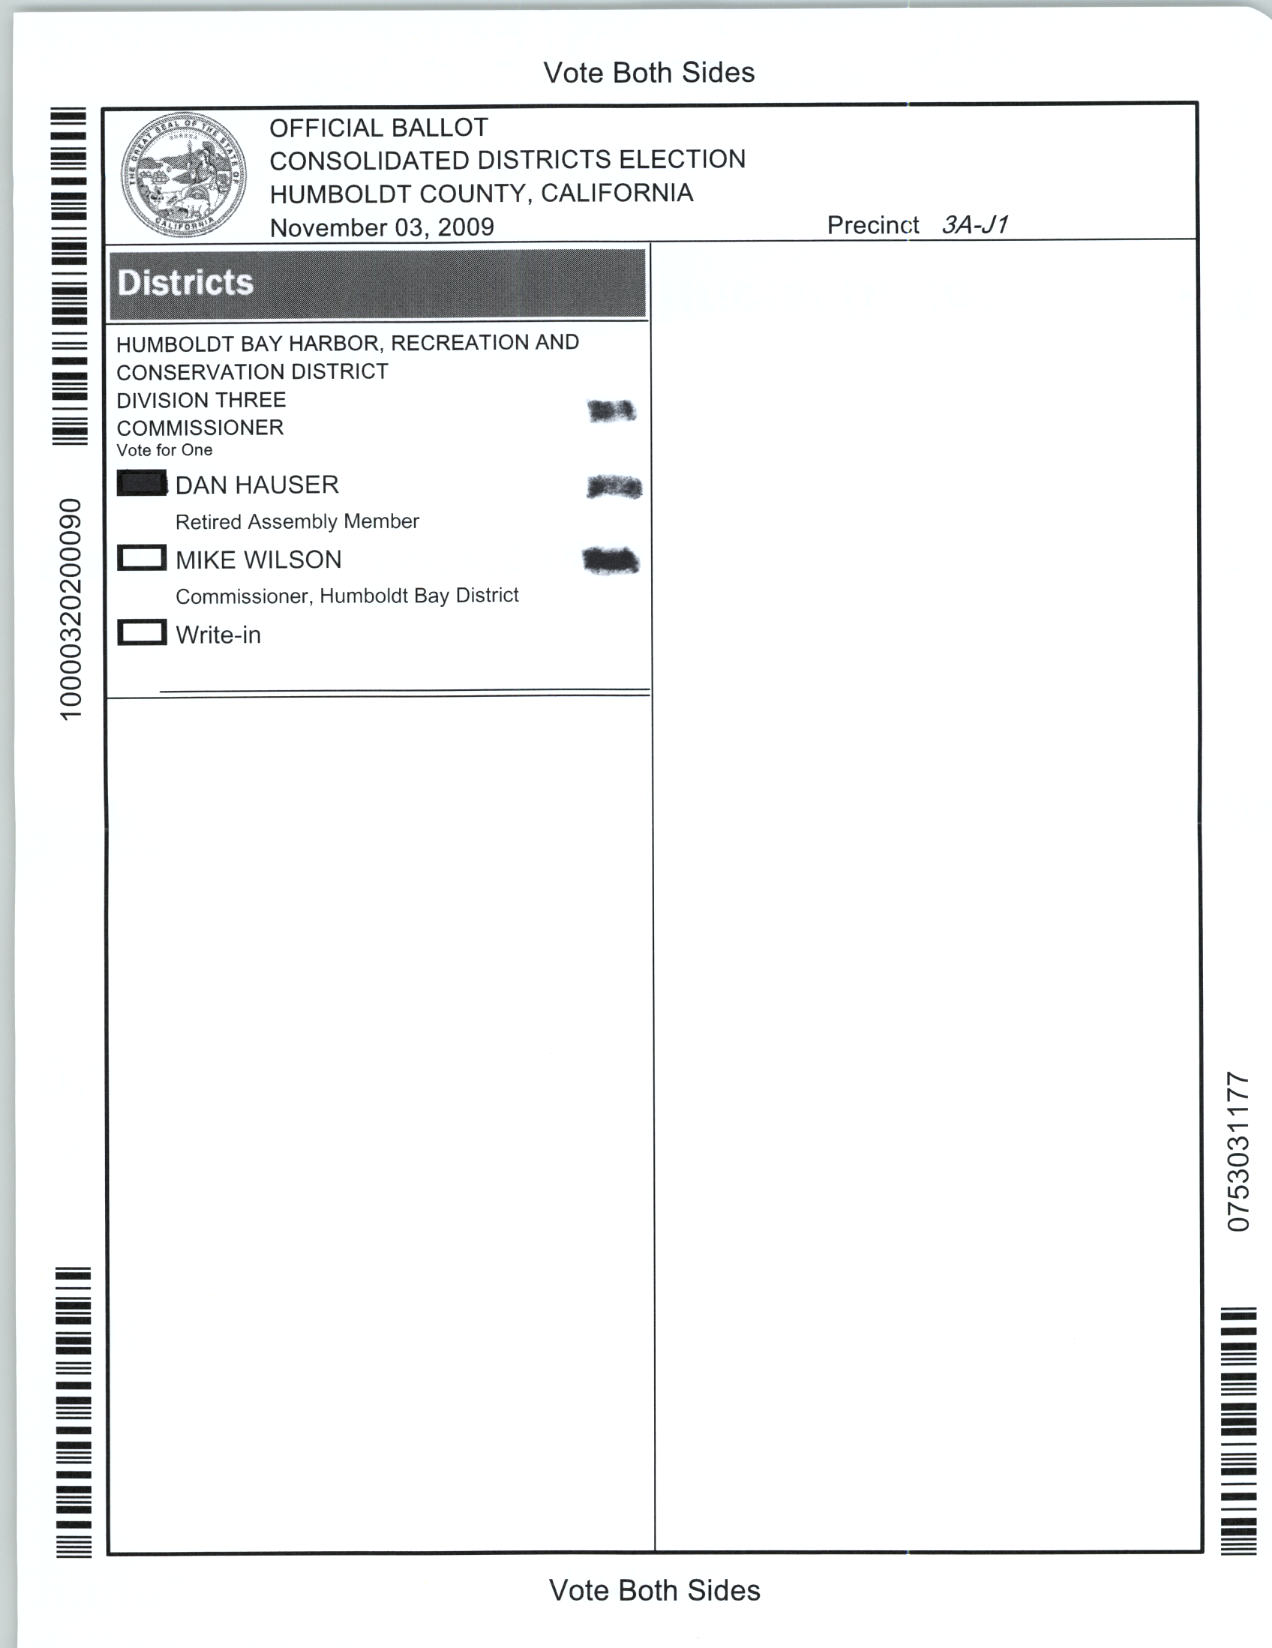 Vote Both Sides
THE GREAT SEAL OF THE STATE OF
EUREKA
CALIFORNIA
OFFICIAL BALLOT
CONSOLIDATED DISTRICTS ELECTION
HUMBOLDT COUNTY, CALIFORNIA
November 03, 2009
Precinct 3A-J1
Districts
HUMBOLDT BAY HARBOR, RECREATION AND
CONSERVATION DISTRICT
DIVISION THREE
COMMISSIONER
Vote for One
DAN HAUSER
Retired Assembly Member
MIKE WILSON
Commissioner, Humboldt Bay District
Write-in
10000320200090
0753031177
Vote Both Sides